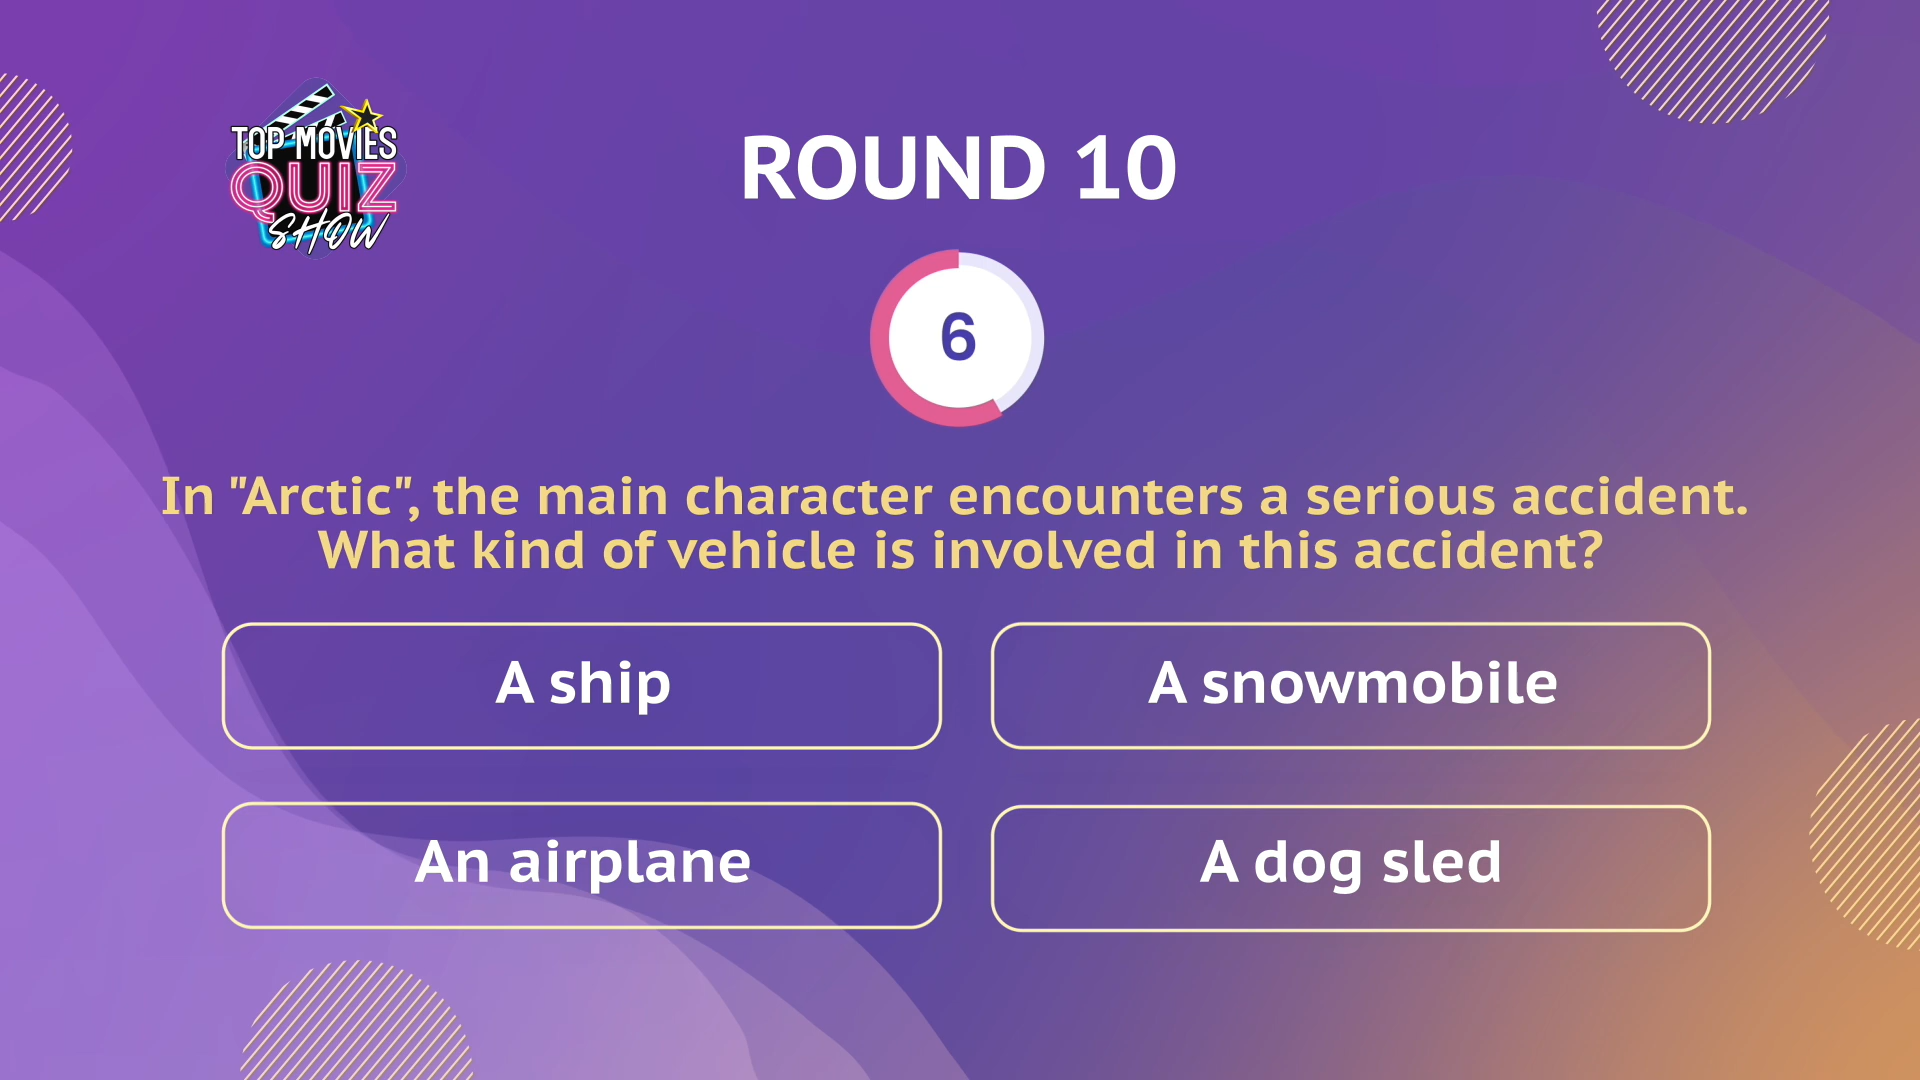 TOP MOVIES
QUIZ
SHOW
ROUND 10
6
In "Arctic", the main character encounters a serious accident.
What kind of vehicle is involved in this accident?
A ship
A snowmobile
An airplane
A dog sled